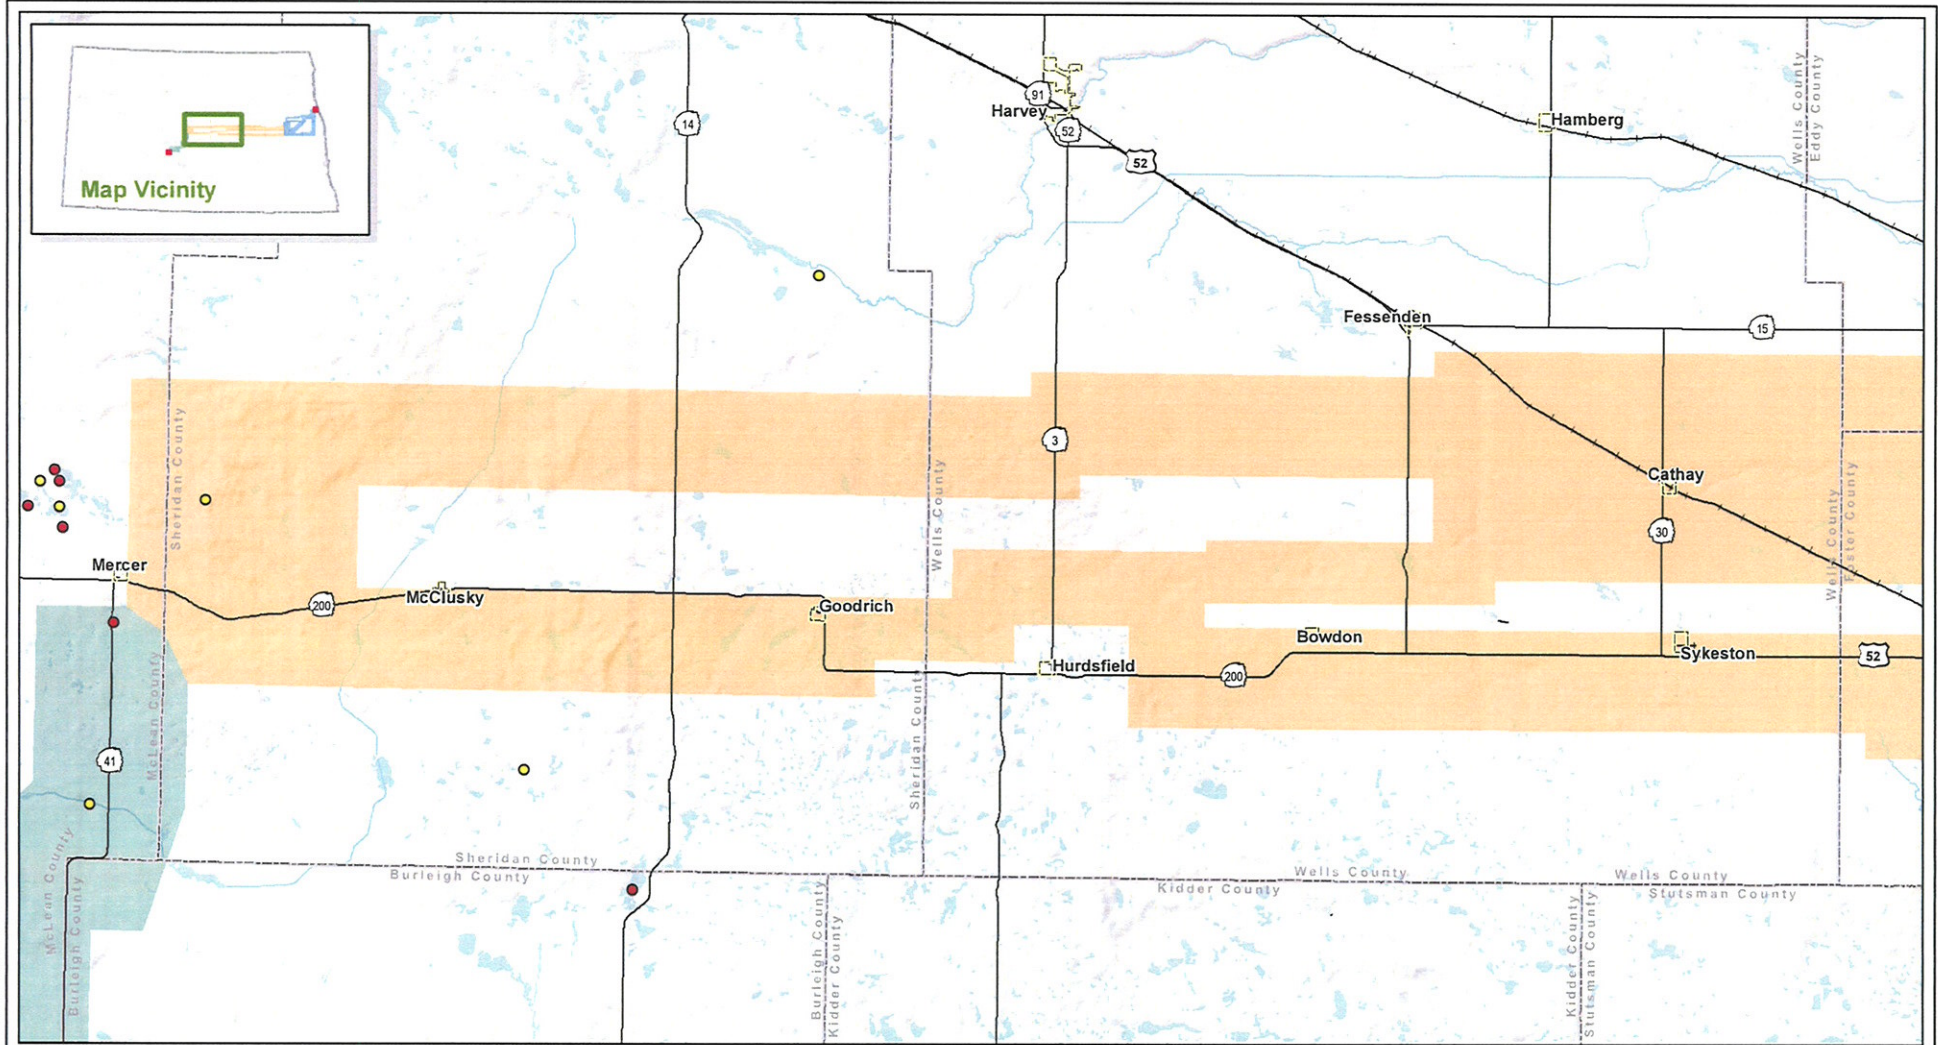 Map Vicinity
14
91
Harvey
52
52
Hamberg
Wells County
Eddy County
Fessenden
15
Sheridan County
3
Wells County
Cathay
30
Wells County
Foster County
Mercer
200
McClusky
Goodrich
Bowdon
Sykeston
52
Hurdsfield
200
McLean County
Sheridan County
41
McLean County
Burleigh County
Sheridan County
Burleigh County
Burleigh County
Kidder County
Wells County
Kidder County
Wells County
Stutsman County
Kidder County
Stutsman County